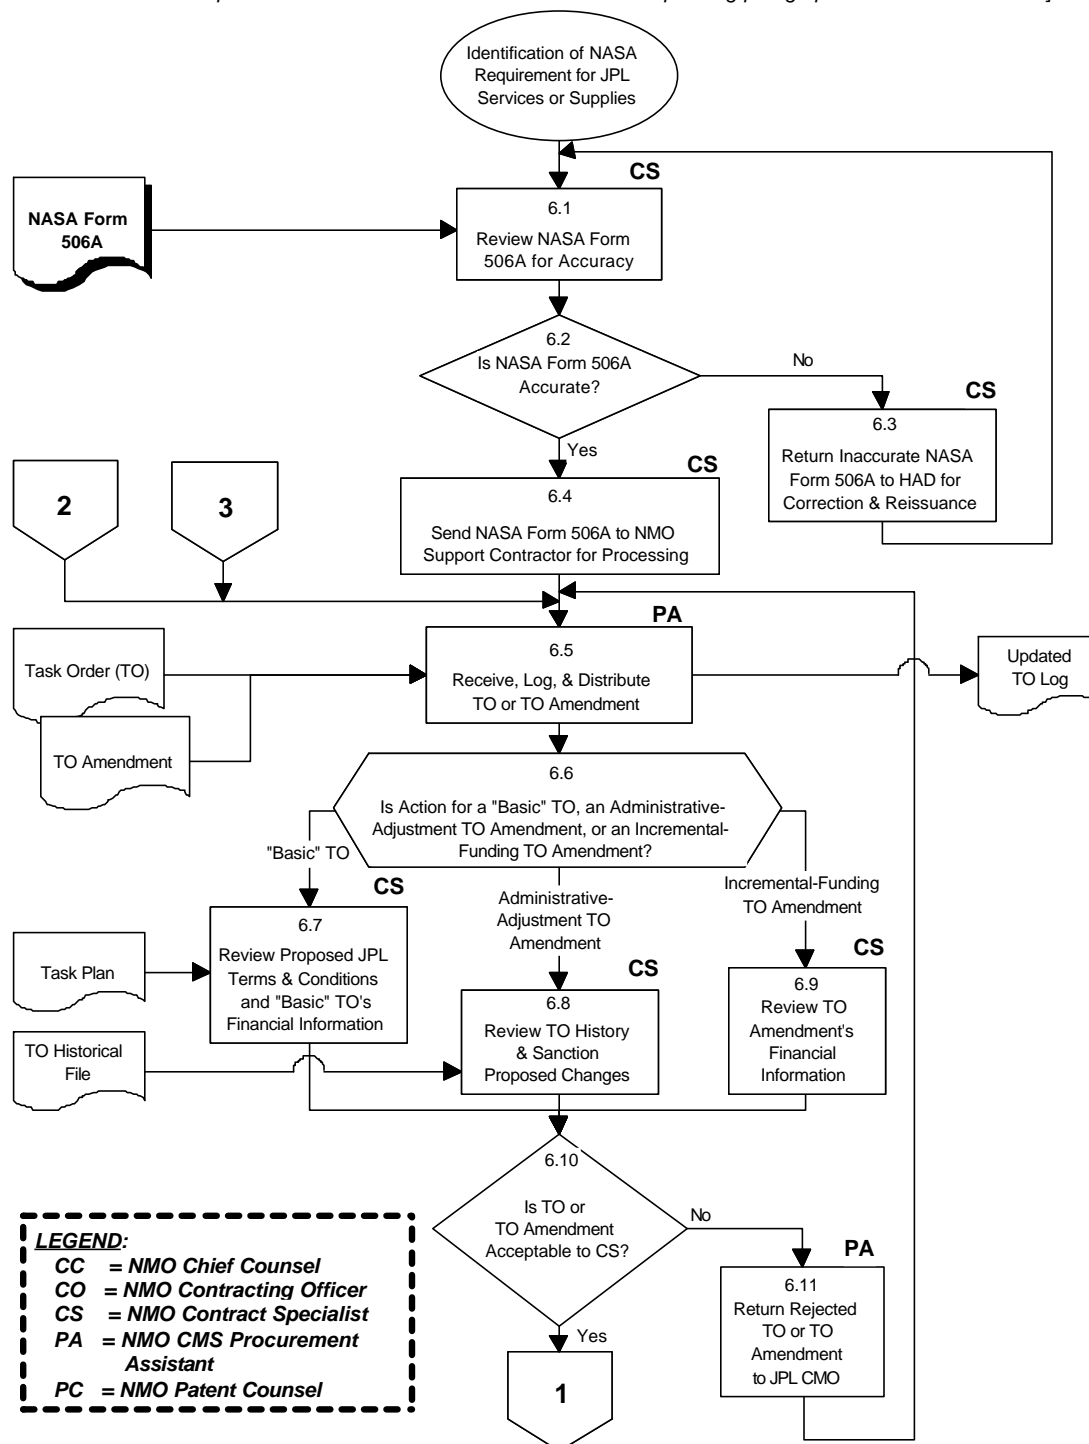 Identification of NASA
Requirement for JPL
Services or Supplies
CS
NASA Form
506A
6.1
Review NASA Form
506A for Accuracy
6.2
Is NASA Form 506A
Accurate?
No
CS
6.3
Return Inaccurate NASA
Form 506A to HAD for
Correction & Reissuance
Yes
CS
6.4
Send NASA Form 506A to NMO
Support Contractor for Processing
2
3
PA
Task Order (TO)
TO Amendment
6.5
Receive, Log, & Distribute
TO or TO Amendment
Updated
TO Log
6.6
Is Action for a "Basic" TO, an Administrative-
Adjustment TO Amendment, or an Incremental-
Funding TO Amendment?
"Basic" TO
Administrative-
Adjustment TO
Amendment
Incremental-Funding
TO Amendment
CS
6.7
Review Proposed JPL
Terms & Conditions
and "Basic" TO's
Financial Information
Task Plan
TO Historical
File
CS
6.8
Review TO History
& Sanction
Proposed Changes
CS
6.9
Review TO
Amendment's
Financial
Information
6.10
Is TO or
TO Amendment
Acceptable to CS?
No
PA
6.11
Return Rejected
TO or TO
Amendment
to JPL CMO
Yes
1
LEGEND:
CC = NMO Chief Counsel
CO = NMO Contracting Officer
CS = NMO Contract Specialist
PA = NMO CMS Procurement
Assistant
PC = NMO Patent Counsel